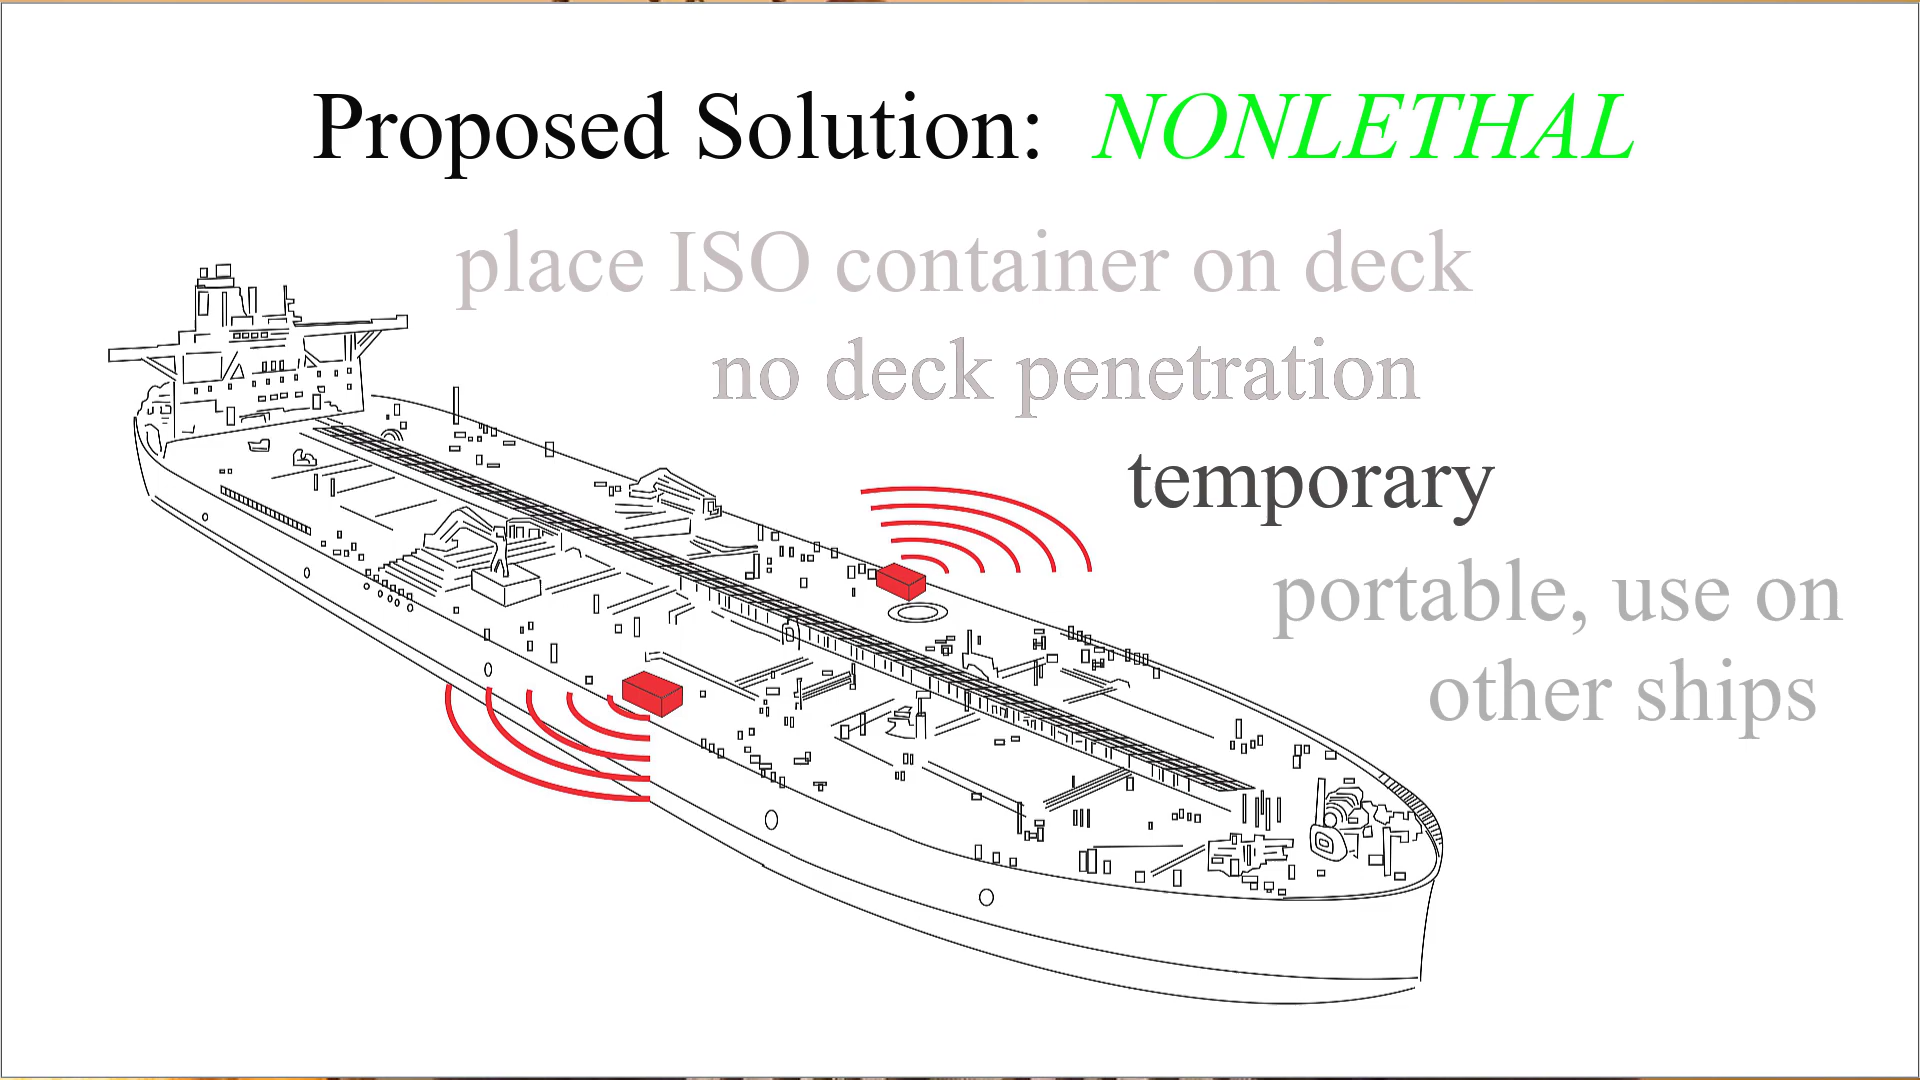 Proposed Solution: NONLETHAL
place ISO container on deck
no deck penetration
temporary
portable, use on
other ships